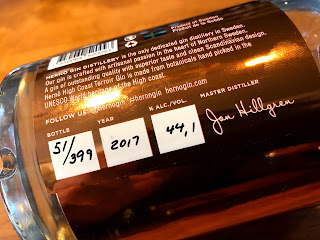 Product of Sweden
HERNÖ GIN DISTILLERY is the only dedicated gin distillery in Sweden.
Our gin is crafted with artisanal passion in the heart of Northern Sweden.
A gin of outstanding quality with superior taste and clean Scandinavian design.
Hernö High Coast Terroir Gin is made from botanicals hand picked in the
UNESCO World Heritage of the High Coast.
FOLLOW US @hernogin #hernogin hernogin.com
BOTTLE YEAR % ALC./VOL MASTER DISTILLER
51/399 2017 44,1 Jon Hillgren